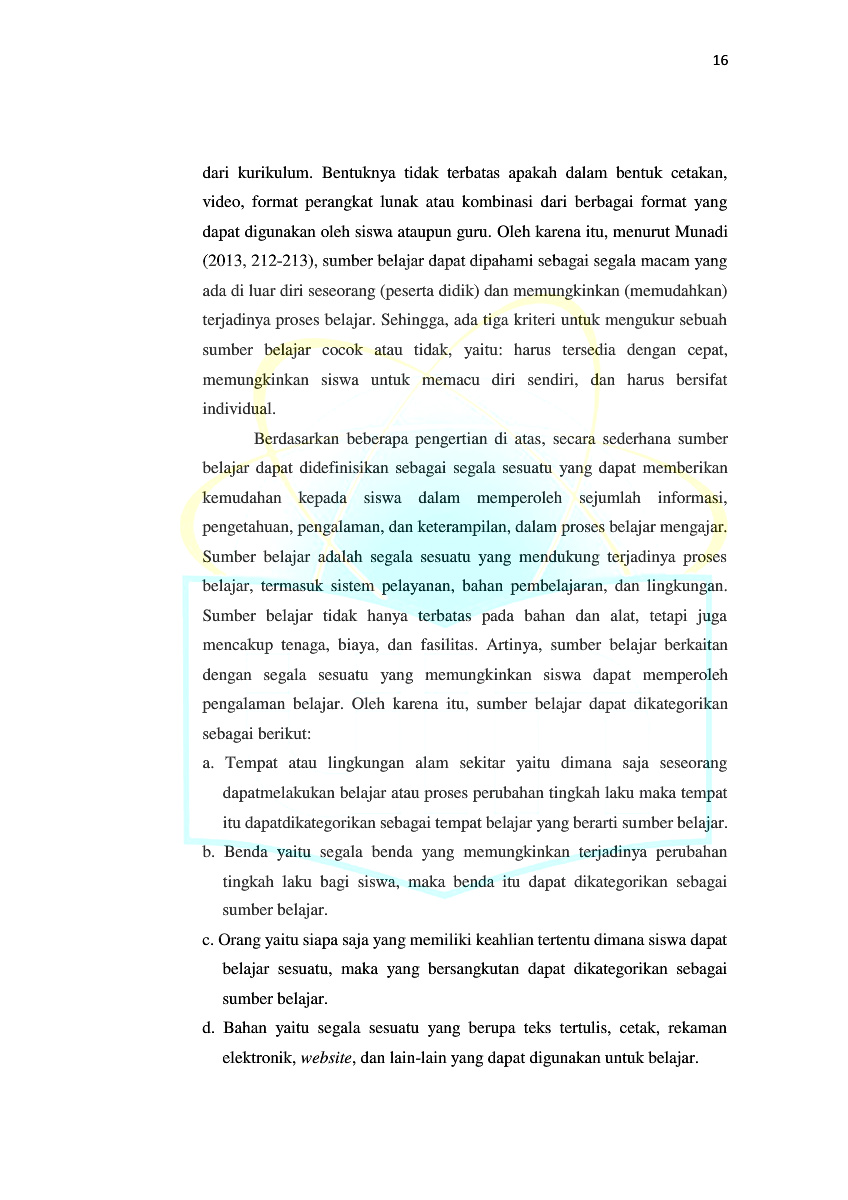 16
dari kurikulum. Bentuknya tidak terbatas apakah dalam bentuk cetakan,
video, format perangkat lunak atau kombinasi dari berbagai format yang
dapat digunakan oleh siswa ataupun guru. Oleh karena itu, menurut Munadi
(2013, 212-213), sumber belajar dapat dipahami sebagai segala macam yang
ada di luar diri seseorang (peserta didik) dan memungkinkan (memudahkan)
terjadinya proses belajar. Sehingga, ada tiga kriteri untuk mengukur sebuah
sumber belajar cocok atau tidak, yaitu: harus tersedia dengan cepat,
memungkinkan siswa untuk memacu diri sendiri, dan harus bersifat
individual.
Berdasarkan beberapa pengertian di atas, secara sederhana sumber
belajar dapat didefinisikan sebagai segala sesuatu yang dapat memberikan
kemudahan kepada siswa dalam memperoleh sejumlah informasi,
pengetahuan, pengalaman, dan keterampilan, dalam proses belajar mengajar.
Sumber belajar adalah segala sesuatu yang mendukung terjadinya proses
belajar, termasuk sistem pelayanan, bahan pembelajaran, dan lingkungan.
Sumber belajar tidak hanya terbatas pada bahan dan alat, tetapi juga
mencakup tenaga, biaya, dan fasilitas. Artinya, sumber belajar berkaitan
dengan segala sesuatu yang memungkinkan siswa dapat memperoleh
pengalaman belajar. Oleh karena itu, sumber belajar dapat dikategorikan
sebagai berikut:
a. Tempat atau lingkungan alam sekitar yaitu dimana saja seseorang
dapatmelakukan belajar atau proses perubahan tingkah laku maka tempat
itu dapatdikategorikan sebagai tempat belajar yang berarti sumber belajar.
b. Benda yaitu segala benda yang memungkinkan terjadinya perubahan
tingkah laku bagi siswa, maka benda itu dapat dikategorikan sebagai
sumber belajar.
c. Orang yaitu siapa saja yang memiliki keahlian tertentu dimana siswa dapat
belajar sesuatu, maka yang bersangkutan dapat dikategorikan sebagai
sumber belajar.
d. Bahan yaitu segala sesuatu yang berupa teks tertulis, cetak, rekaman
elektronik, website, dan lain-lain yang dapat digunakan untuk belajar.